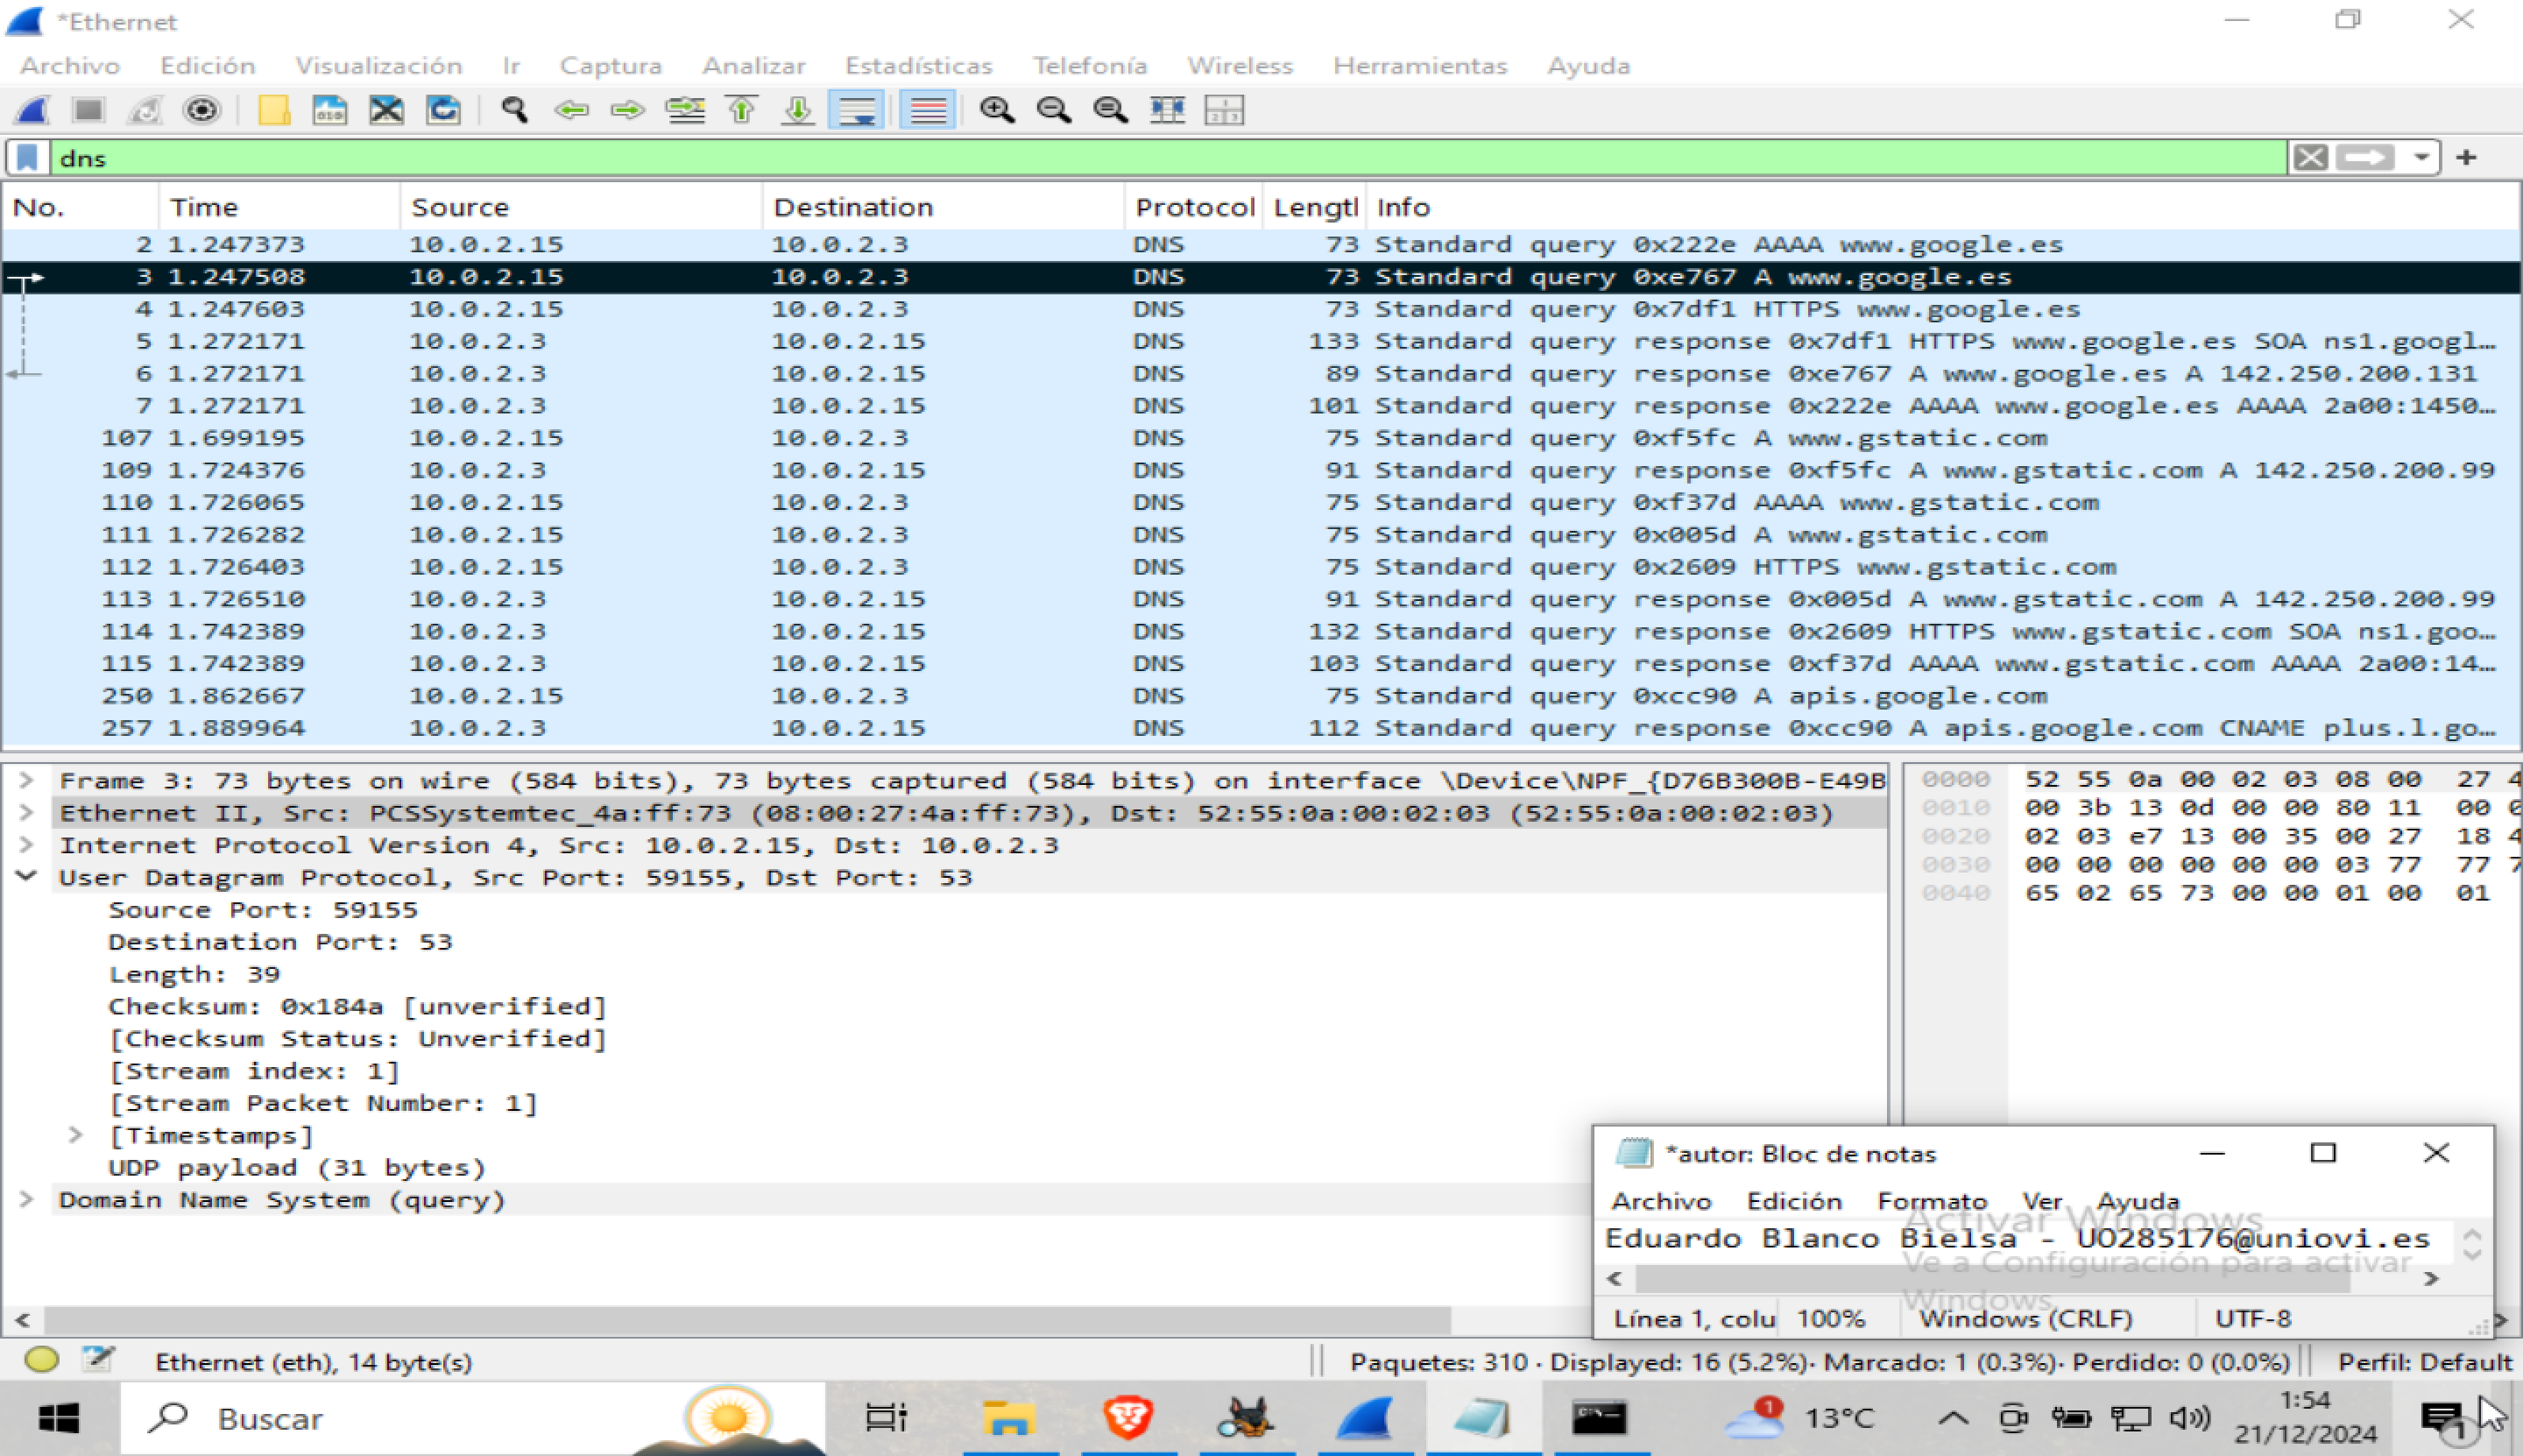 *Ethernet
Archivo Edición Visualización Ir Captura Analizar Estadísticas Telefonía Wireless Herramientas Ayuda
dns
No. Time Source Destination Protocol Lengtl Info
2 1.247373 10.0.2.15 10.0.2.3 DNS 73 Standard query 0x222e AAAA www.google.es
3 1.247508 10.0.2.15 10.0.2.3 DNS 73 Standard query 0xe767 A www.google.es
4 1.247603 10.0.2.15 10.0.2.3 DNS 73 Standard query 0x7df1 HTTPS www.google.es
5 1.272171 10.0.2.3 10.0.2.15 DNS 133 Standard query response 0x7df1 HTTPS www.google.es SOA ns1.googl…
6 1.272171 10.0.2.3 10.0.2.15 DNS 89 Standard query response 0xe767 A www.google.es A 142.250.200.131
7 1.272171 10.0.2.3 10.0.2.15 DNS 101 Standard query response 0x222e AAAA www.google.es AAAA 2a00:1450…
107 1.699195 10.0.2.15 10.0.2.3 DNS 75 Standard query 0xf5fc A www.gstatic.com
109 1.724376 10.0.2.3 10.0.2.15 DNS 91 Standard query response 0xf5fc A www.gstatic.com A 142.250.200.99
110 1.726065 10.0.2.15 10.0.2.3 DNS 75 Standard query 0xf37d AAAA www.gstatic.com
111 1.726282 10.0.2.15 10.0.2.3 DNS 75 Standard query 0x005d A www.gstatic.com
112 1.726403 10.0.2.15 10.0.2.3 DNS 75 Standard query 0x2609 HTTPS www.gstatic.com
113 1.726510 10.0.2.3 10.0.2.15 DNS 91 Standard query response 0x005d A www.gstatic.com A 142.250.200.99
114 1.742389 10.0.2.3 10.0.2.15 DNS 132 Standard query response 0x2609 HTTPS www.gstatic.com SOA ns1.goo…
115 1.742389 10.0.2.3 10.0.2.15 DNS 103 Standard query response 0xf37d AAAA www.gstatic.com AAAA 2a00:14…
250 1.862667 10.0.2.15 10.0.2.3 DNS 75 Standard query 0xcc90 A apis.google.com
257 1.889964 10.0.2.3 10.0.2.15 DNS 112 Standard query response 0xcc90 A apis.google.com CNAME plus.l.go…
Frame 3: 73 bytes on wire (584 bits), 73 bytes captured (584 bits) on interface \Device\NPF_{D76B300B-E49B
Ethernet II, Src: PCSSystemtec_4a:ff:73 (08:00:27:4a:ff:73), Dst: 52:55:0a:00:02:03 (52:55:0a:00:02:03)
Internet Protocol Version 4, Src: 10.0.2.15, Dst: 10.0.2.3
User Datagram Protocol, Src Port: 59155, Dst Port: 53
Source Port: 59155
Destination Port: 53
Length: 39
Checksum: 0x184a [unverified]
[Checksum Status: Unverified]
[Stream index: 1]
[Stream Packet Number: 1]
[Timestamps]
UDP payload (31 bytes)
Domain Name System (query)
0000 52 55 0a 00 02 03 08 00 27 4
0010 00 3b 13 0d 00 00 80 11 00 0
0020 02 03 e7 13 00 35 00 27 18 4
0030 00 00 00 00 00 00 03 77 77 7
0040 65 02 65 73 00 00 01 00 01
*autor: Bloc de notas
Archivo Edición Formato Ver Ayuda
Eduardo Blanco Bielsa - UO285176@uniovi.es
Activar Windows
Ve a Configuración para activar
Windows.
Línea 1, colu 100% Windows (CRLF) UTF-8
Ethernet (eth), 14 byte(s) Paquetes: 310 · Displayed: 16 (5.2%) · Marcado: 1 (0.3%) · Perdido: 0 (0.0%) Perfil: Default
Buscar 1 13°C 1:54
21/12/2024 1